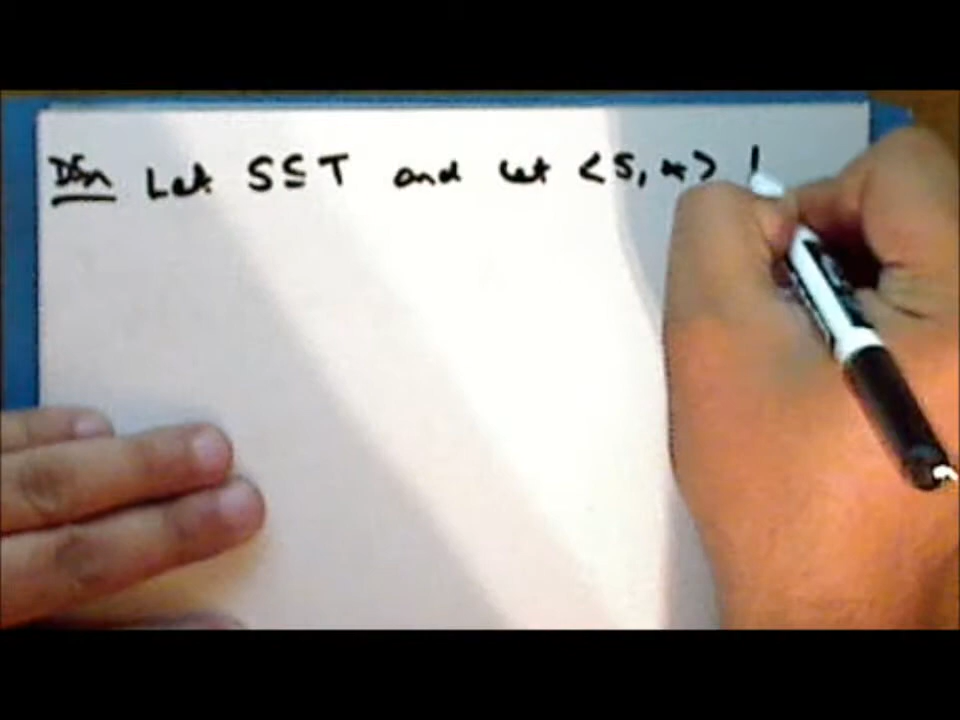 Dfn Let S ⊆ T and let <S, *>